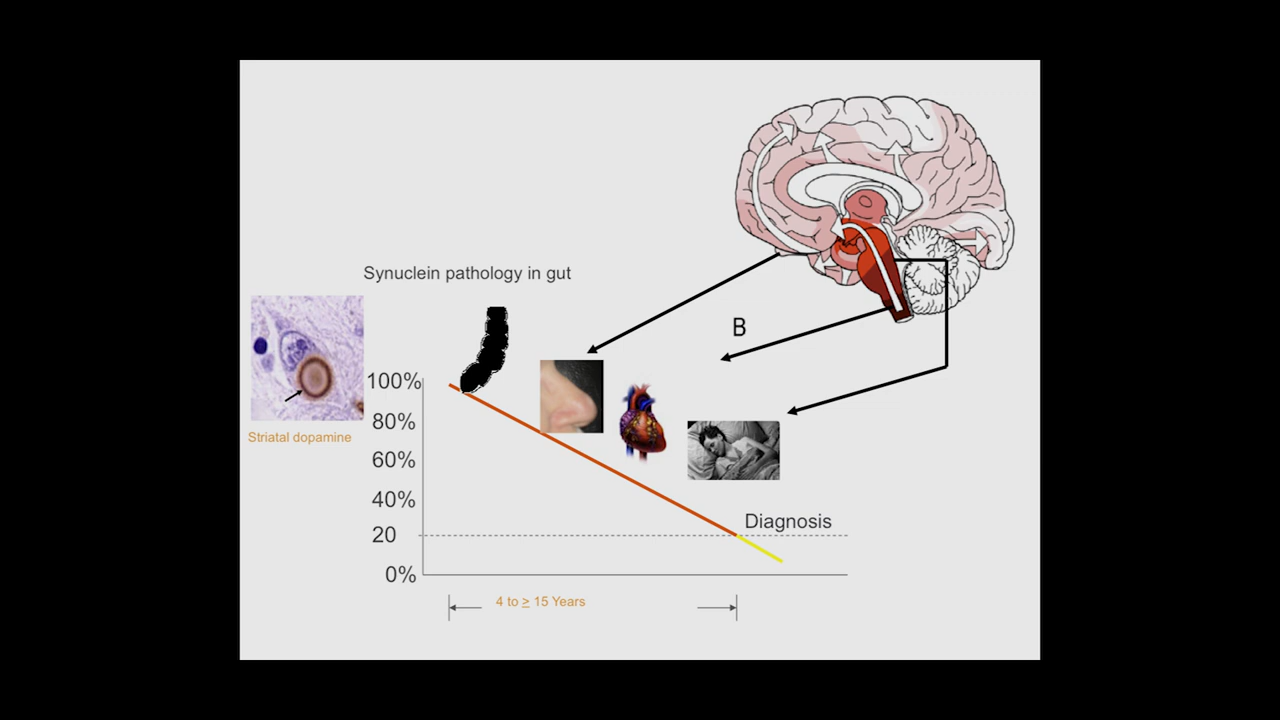 Synuclein pathology in gut
B
Striatal dopamine
100%
80%
60%
40%
20
0%
Diagnosis
4 to ≥ 15 Years